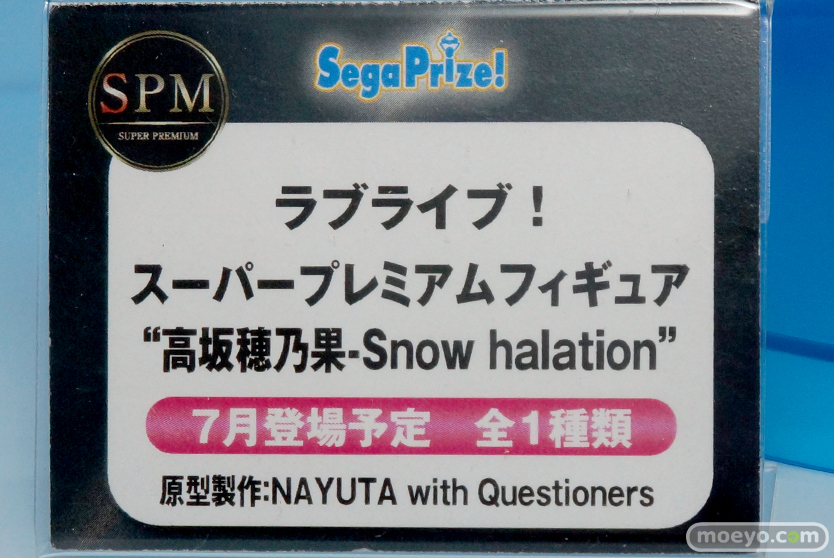 SPM
SUPER PREMIUM
SegaPrize!
ラブライブ！
スーパープレミアムフィギュア
“高坂穂乃果-Snow halation”
7月登場予定　全1種類
原型製作:NAYUTA with Questioners
moeyo.com